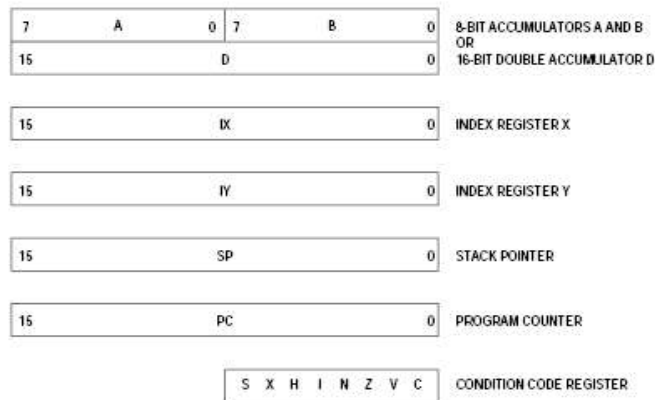 7 A 0 7 B 0 8-BIT ACCUMULATORS A AND B
OR
15 D 0 16-BIT DOUBLE ACCUMULATOR D
15 IX 0 INDEX REGISTER X
15 IY 0 INDEX REGISTER Y
15 SP 0 STACK POINTER
15 PC 0 PROGRAM COUNTER
S X H I N Z V C CONDITION CODE REGISTER